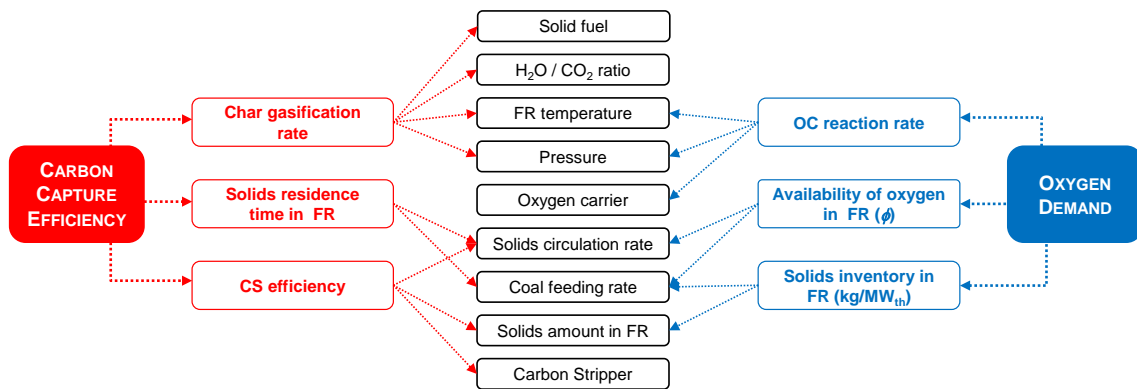 CARBON
CAPTURE
EFFICIENCY
Char gasification
rate
Solids residence
time in FR
CS efficiency
Solid fuel
H₂O / CO₂ ratio
FR temperature
Pressure
Oxygen carrier
Solids circulation rate
Coal feeding rate
Solids amount in FR
Carbon Stripper
OC reaction rate
Availability of oxygen
in FR (ϕ)
Solids inventory in
FR (kg/MWth)
OXYGEN
DEMAND